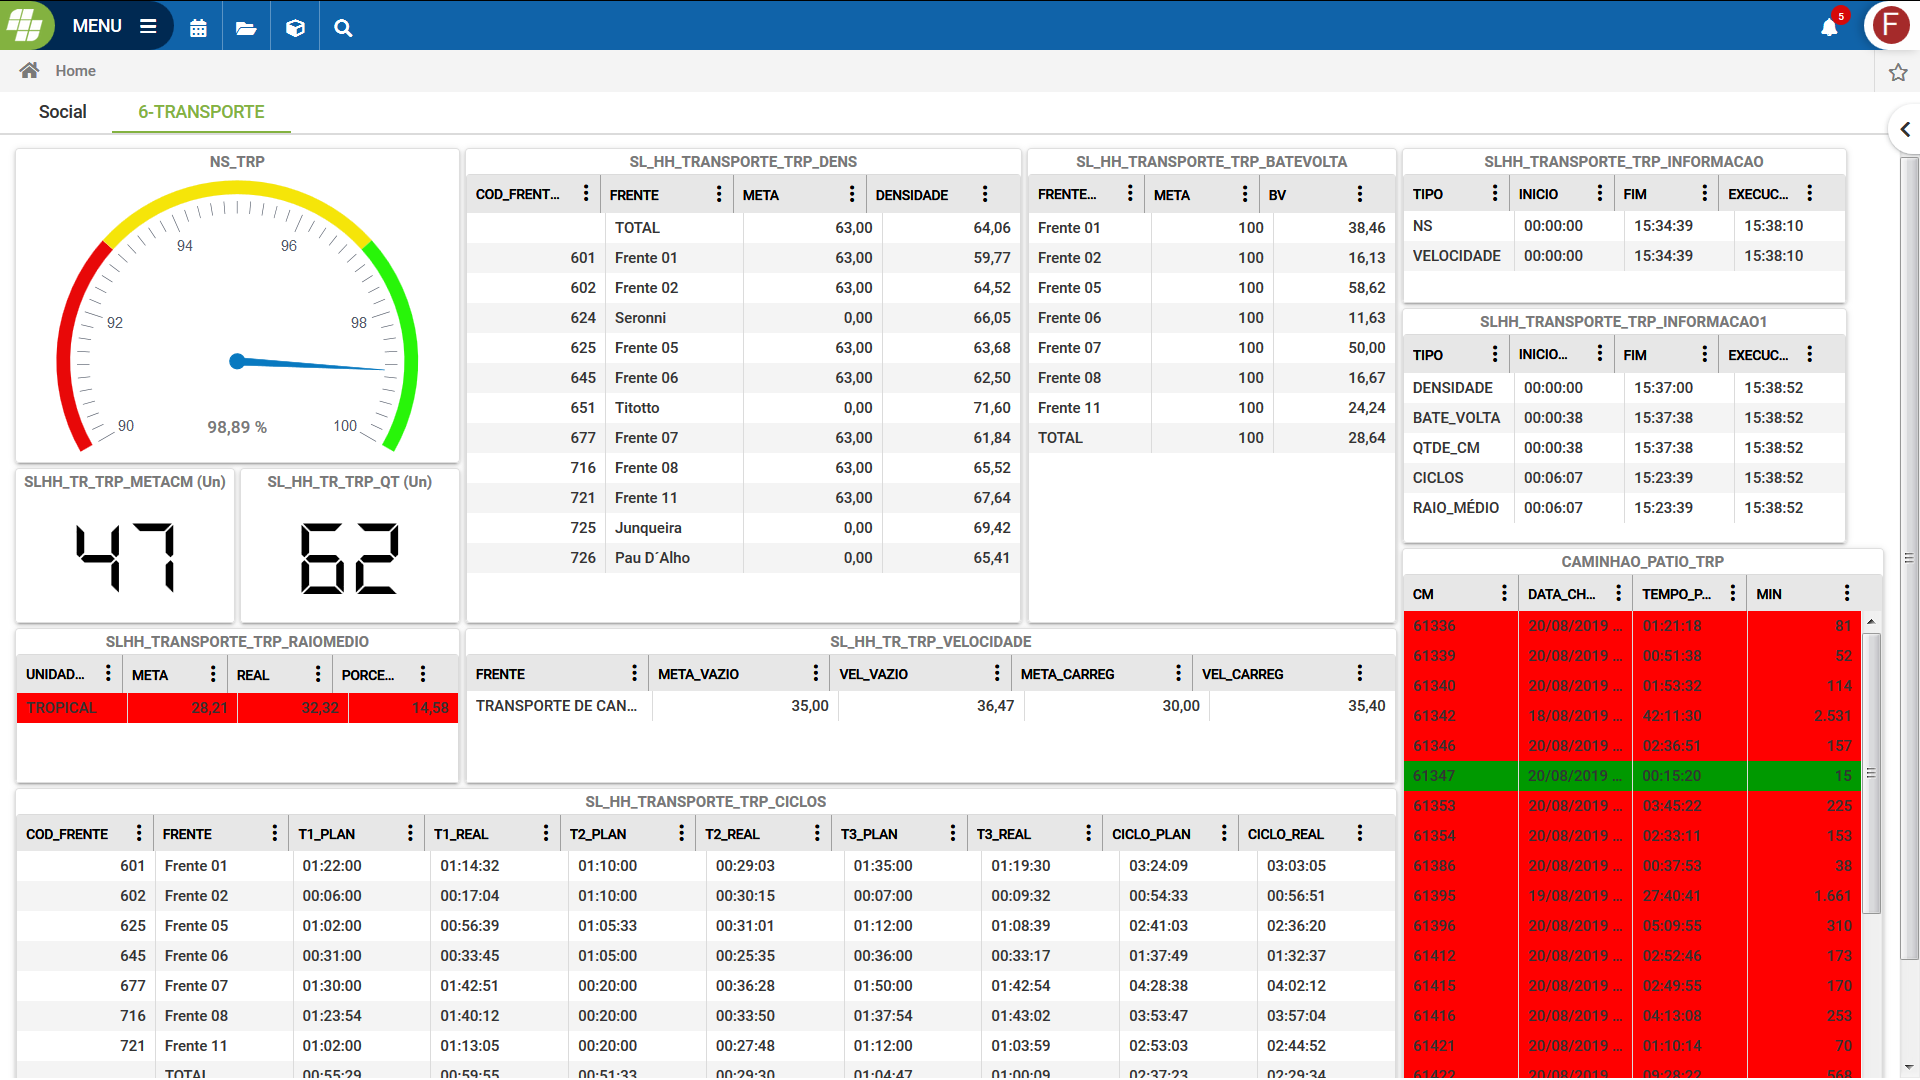 MENU
5
F
Home
Social
6-TRANSPORTE
NS_TRP
90
92
94
96
98
100
98,89 %
SLHH_TR_TRP_METACM (Un)
47
SL_HH_TR_TRP_QT (Un)
62
SL_HH_TRANSPORTE_TRP_DENS
COD_FRENT... FRENTE META DENSIDADE
TOTAL 63,00 64,06
601 Frente 01 63,00 59,77
602 Frente 02 63,00 64,52
624 Seronni 0,00 66,05
625 Frente 05 63,00 63,68
645 Frente 06 63,00 62,50
651 Titotto 0,00 71,60
677 Frente 07 63,00 61,84
716 Frente 08 63,00 65,52
721 Frente 11 63,00 67,64
725 Junqueira 0,00 69,42
726 Pau D´Alho 0,00 65,41
SL_HH_TRANSPORTE_TRP_BATEVOLTA
FRENTE... META BV
Frente 01 100 38,46
Frente 02 100 16,13
Frente 05 100 58,62
Frente 06 100 11,63
Frente 07 100 50,00
Frente 08 100 16,67
Frente 11 100 24,24
TOTAL 100 28,64
SLHH_TRANSPORTE_TRP_INFORMACAO
TIPO INICIO FIM EXECUC...
NS 00:00:00 15:34:39 15:38:10
VELOCIDADE 00:00:00 15:34:39 15:38:10
SLHH_TRANSPORTE_TRP_INFORMACAO1
TIPO INICIO... FIM EXECUC...
DENSIDADE 00:00:00 15:37:00 15:38:52
BATE_VOLTA 00:00:38 15:37:38 15:38:52
QTDE_CM 00:00:38 15:37:38 15:38:52
CICLOS 00:06:07 15:23:39 15:38:52
RAIO_MÉDIO 00:06:07 15:23:39 15:38:52
SLHH_TRANSPORTE_TRP_RAIOMEDIO
UNIDAD... META REAL PORCE...
TROPICAL 28,21 32,32 14,58
SL_HH_TR_TRP_VELOCIDADE
FRENTE META_VAZIO VEL_VAZIO META_CARREG VEL_CARREG
TRANSPORTE DE CAN... 35,00 36,47 30,00 35,40
CAMINHAO_PATIO_TRP
CM DATA_CH... TEMPO_P... MIN
61336 20/08/2019 ... 01:21:18 81
61339 20/08/2019 ... 00:51:38 52
61340 20/08/2019 ... 01:53:32 114
61342 18/08/2019 ... 42:11:30 2.531
61346 20/08/2019 ... 02:36:51 157
61347 20/08/2019 ... 00:15:20 15
61353 20/08/2019 ... 03:45:22 225
61354 20/08/2019 ... 02:33:11 153
61386 20/08/2019 ... 00:37:53 38
61395 19/08/2019 ... 27:40:41 1.661
61396 20/08/2019 ... 05:09:55 310
61412 20/08/2019 ... 02:52:46 173
61415 20/08/2019 ... 02:49:55 170
61416 20/08/2019 ... 04:13:08 253
61421 20/08/2019 ... 01:10:14 70
61422 20/08/2019 ... 09:28:22 568
SL_HH_TRANSPORTE_TRP_CICLOS
COD_FRENTE FRENTE T1_PLAN T1_REAL T2_PLAN T2_REAL T3_PLAN T3_REAL CICLO_PLAN CICLO_REAL
601 Frente 01 01:22:00 01:14:32 01:10:00 00:29:03 01:35:00 01:19:30 03:24:09 03:03:05
602 Frente 02 00:06:00 00:17:04 01:10:00 00:30:15 00:07:00 00:09:32 00:54:33 00:56:51
625 Frente 05 01:02:00 00:56:39 01:05:33 00:31:01 01:12:00 01:08:39 02:41:03 02:36:20
645 Frente 06 00:31:00 00:33:45 01:05:00 00:25:35 00:36:00 00:33:17 01:37:49 01:32:37
677 Frente 07 01:30:00 01:42:51 00:20:00 00:36:28 01:50:00 01:42:54 04:28:38 04:02:12
716 Frente 08 01:23:54 01:40:12 00:20:00 00:33:50 01:37:54 01:43:02 03:53:47 03:57:04
721 Frente 11 01:02:00 01:13:05 00:20:00 00:27:48 01:12:00 01:03:59 02:53:03 02:44:52
TOTAL 00:55:29 00:59:55 00:51:33 00:29:30 01:04:47 01:00:09 02:37:23 02:29:34